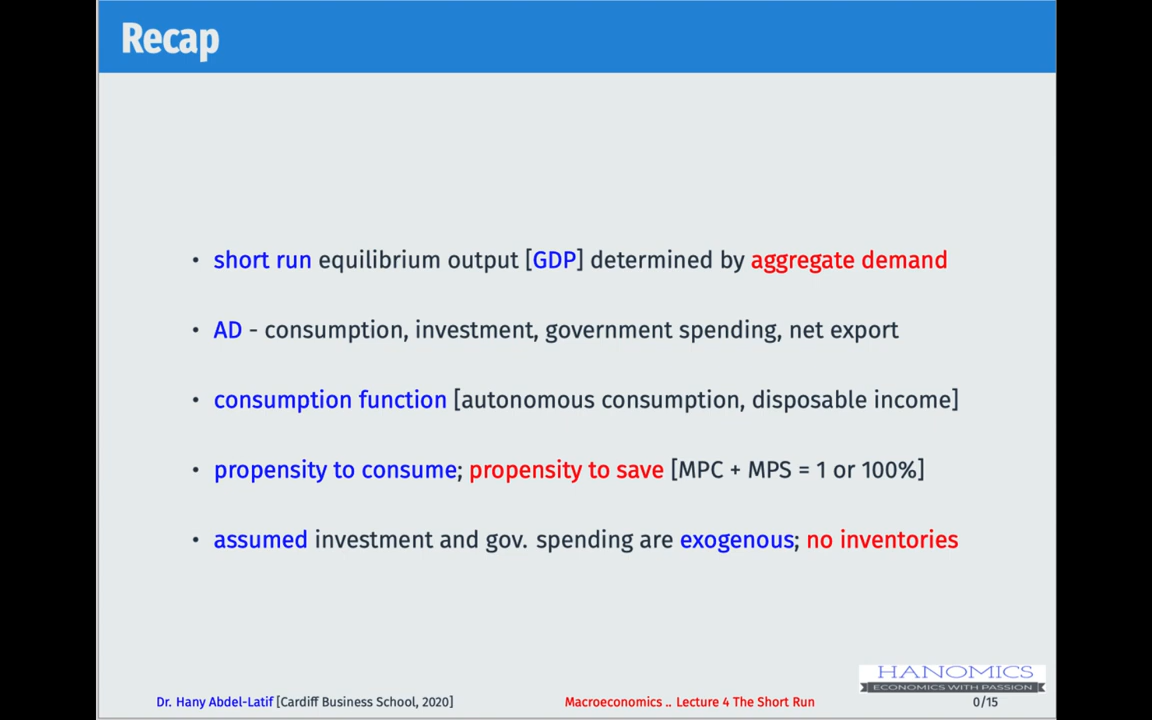 Recap
• short run equilibrium output [GDP] determined by aggregate demand
• AD - consumption, investment, government spending, net export
• consumption function [autonomous consumption, disposable income]
• propensity to consume; propensity to save [MPC + MPS = 1 or 100%]
• assumed investment and gov. spending are exogenous; no inventories
HANOMICS
ECONOMICS WITH PASSION
Dr. Hany Abdel-Latif [Cardiff Business School, 2020] Macroeconomics .. Lecture 4 The Short Run 0/15